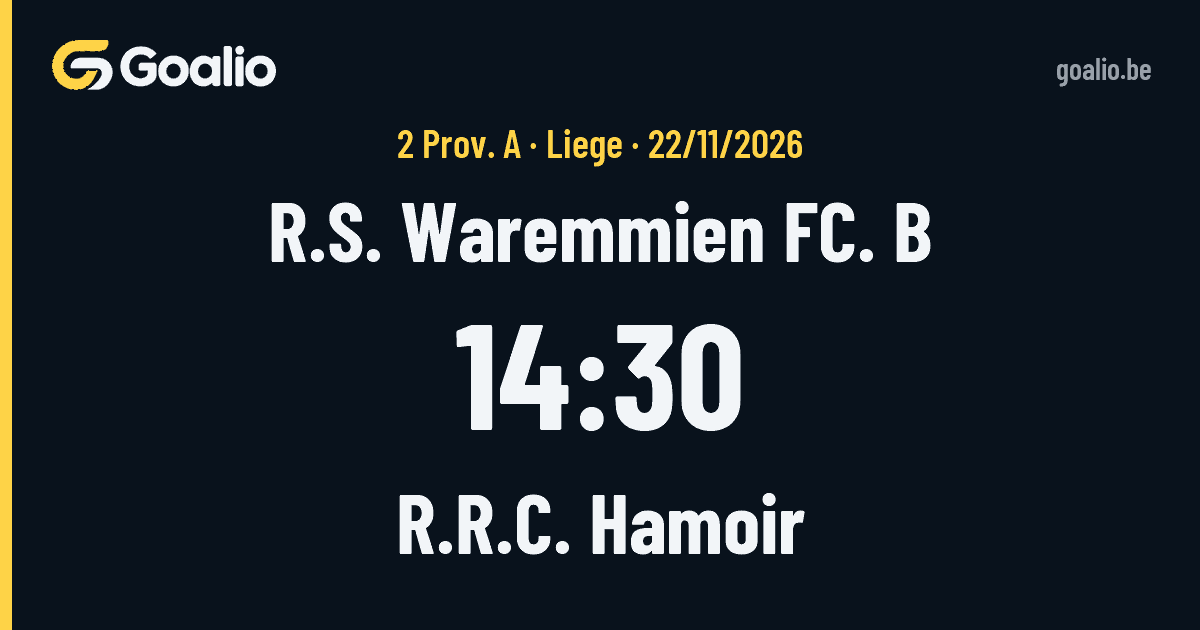 Goalio
goalio.be
2 Prov. A · Liege · 22/11/2026
R.S. Waremmien FC. B
14:30
R.R.C. Hamoir